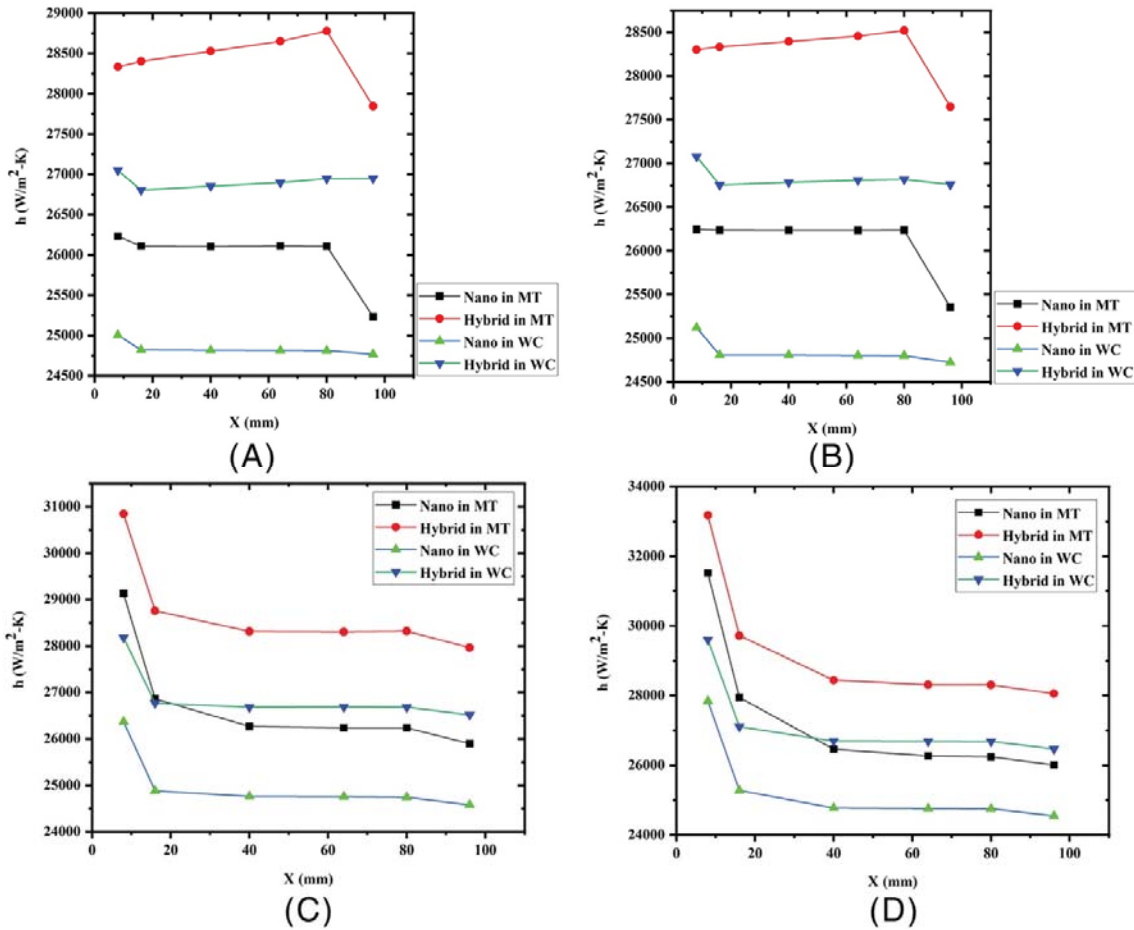 29000
28500
28000
27500
27000
26500
26000
25500
25000
24500
h (W/m²-K)
0 20 40 60 80 100
X (mm)
Nano in MT
Hybrid in MT
Nano in WC
Hybrid in WC
(A)
28500
28000
27500
27000
26500
26000
25500
25000
24500
h (W/m²-K)
0 20 40 60 80 100
X (mm)
Nano in MT
Hybrid in MT
Nano in WC
Hybrid in WC
(B)
31000
30000
29000
28000
27000
26000
25000
24000
h (W/m²-K)
0 20 40 60 80 100
X (mm)
Nano in MT
Hybrid in MT
Nano in WC
Hybrid in WC
(C)
34000
32000
30000
28000
26000
24000
h (W/m²-K)
0 20 40 60 80 100
X (mm)
Nano in MT
Hybrid in MT
Nano in WC
Hybrid in WC
(D)